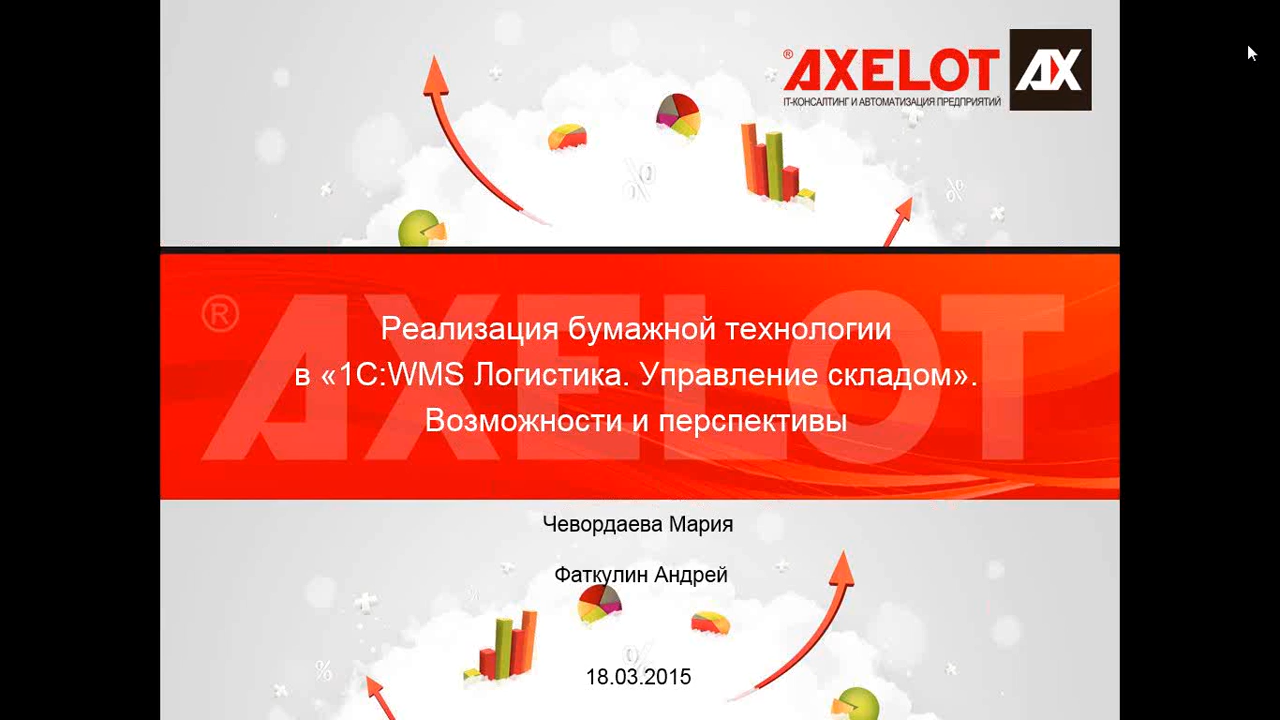 ® AXELOT AX
IT-КОНСАЛТИНГ И АВТОМАТИЗАЦИЯ ПРЕДПРИЯТИЙ
® AXELOT
Реализация бумажной технологии
в «1С:WMS Логистика. Управление складом».
Возможности и перспективы
Чевордаева Мария
Фаткулин Андрей
18.03.2015